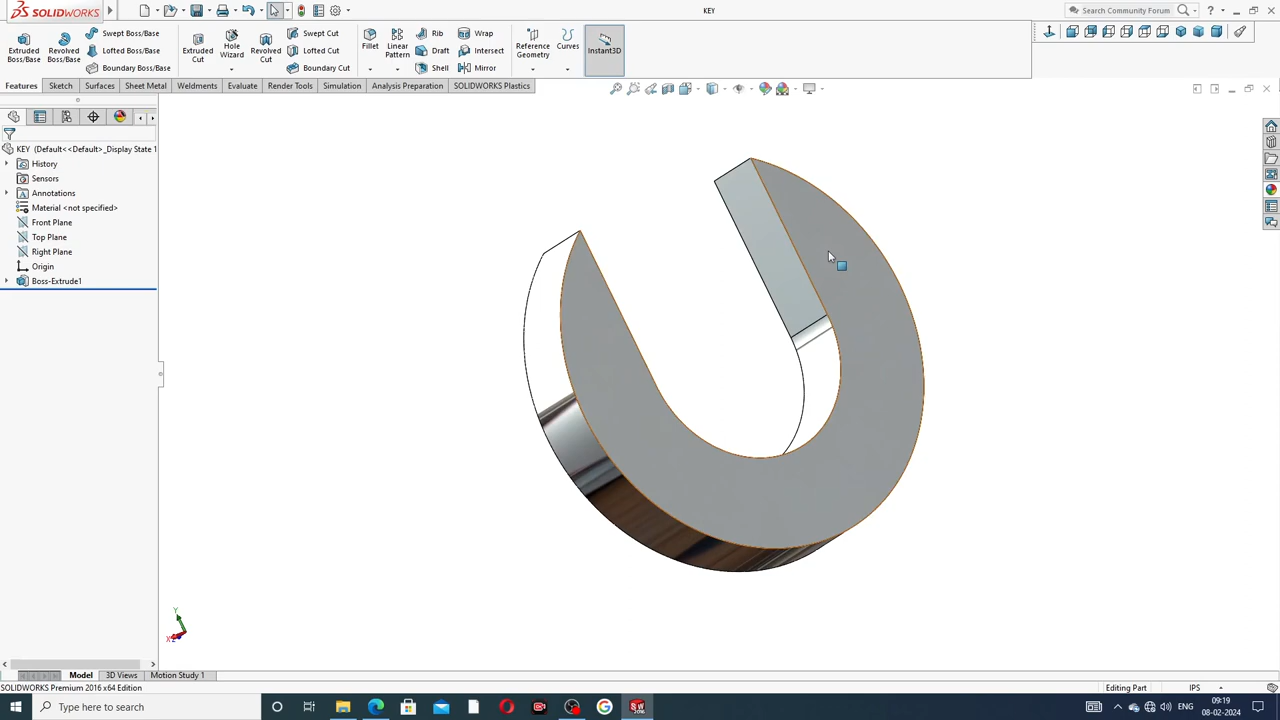 SOLIDWORKS
KEY
Search Community Forum
Extruded Boss/Base
Revolved Boss/Base
Swept Boss/Base
Lofted Boss/Base
Boundary Boss/Base
Extruded Cut
Hole Wizard
Revolved Cut
Swept Cut
Lofted Cut
Boundary Cut
Fillet
Linear Pattern
Rib
Draft
Shell
Wrap
Intersect
Mirror
Reference Geometry
Curves
Instant3D
Features
Sketch
Surfaces
Sheet Metal
Weldments
Evaluate
Render Tools
Simulation
Analysis Preparation
SOLIDWORKS Plastics
KEY (Default<<Default>_Display State 1
History
Sensors
Annotations
Material <not specified>
Front Plane
Top Plane
Right Plane
Origin
Boss-Extrude1
Y
X
Z
Model
3D Views
Motion Study 1
SOLIDWORKS Premium 2016 x64 Edition
Editing Part
IPS
Type here to search
ENG
09:19
08-02-2024